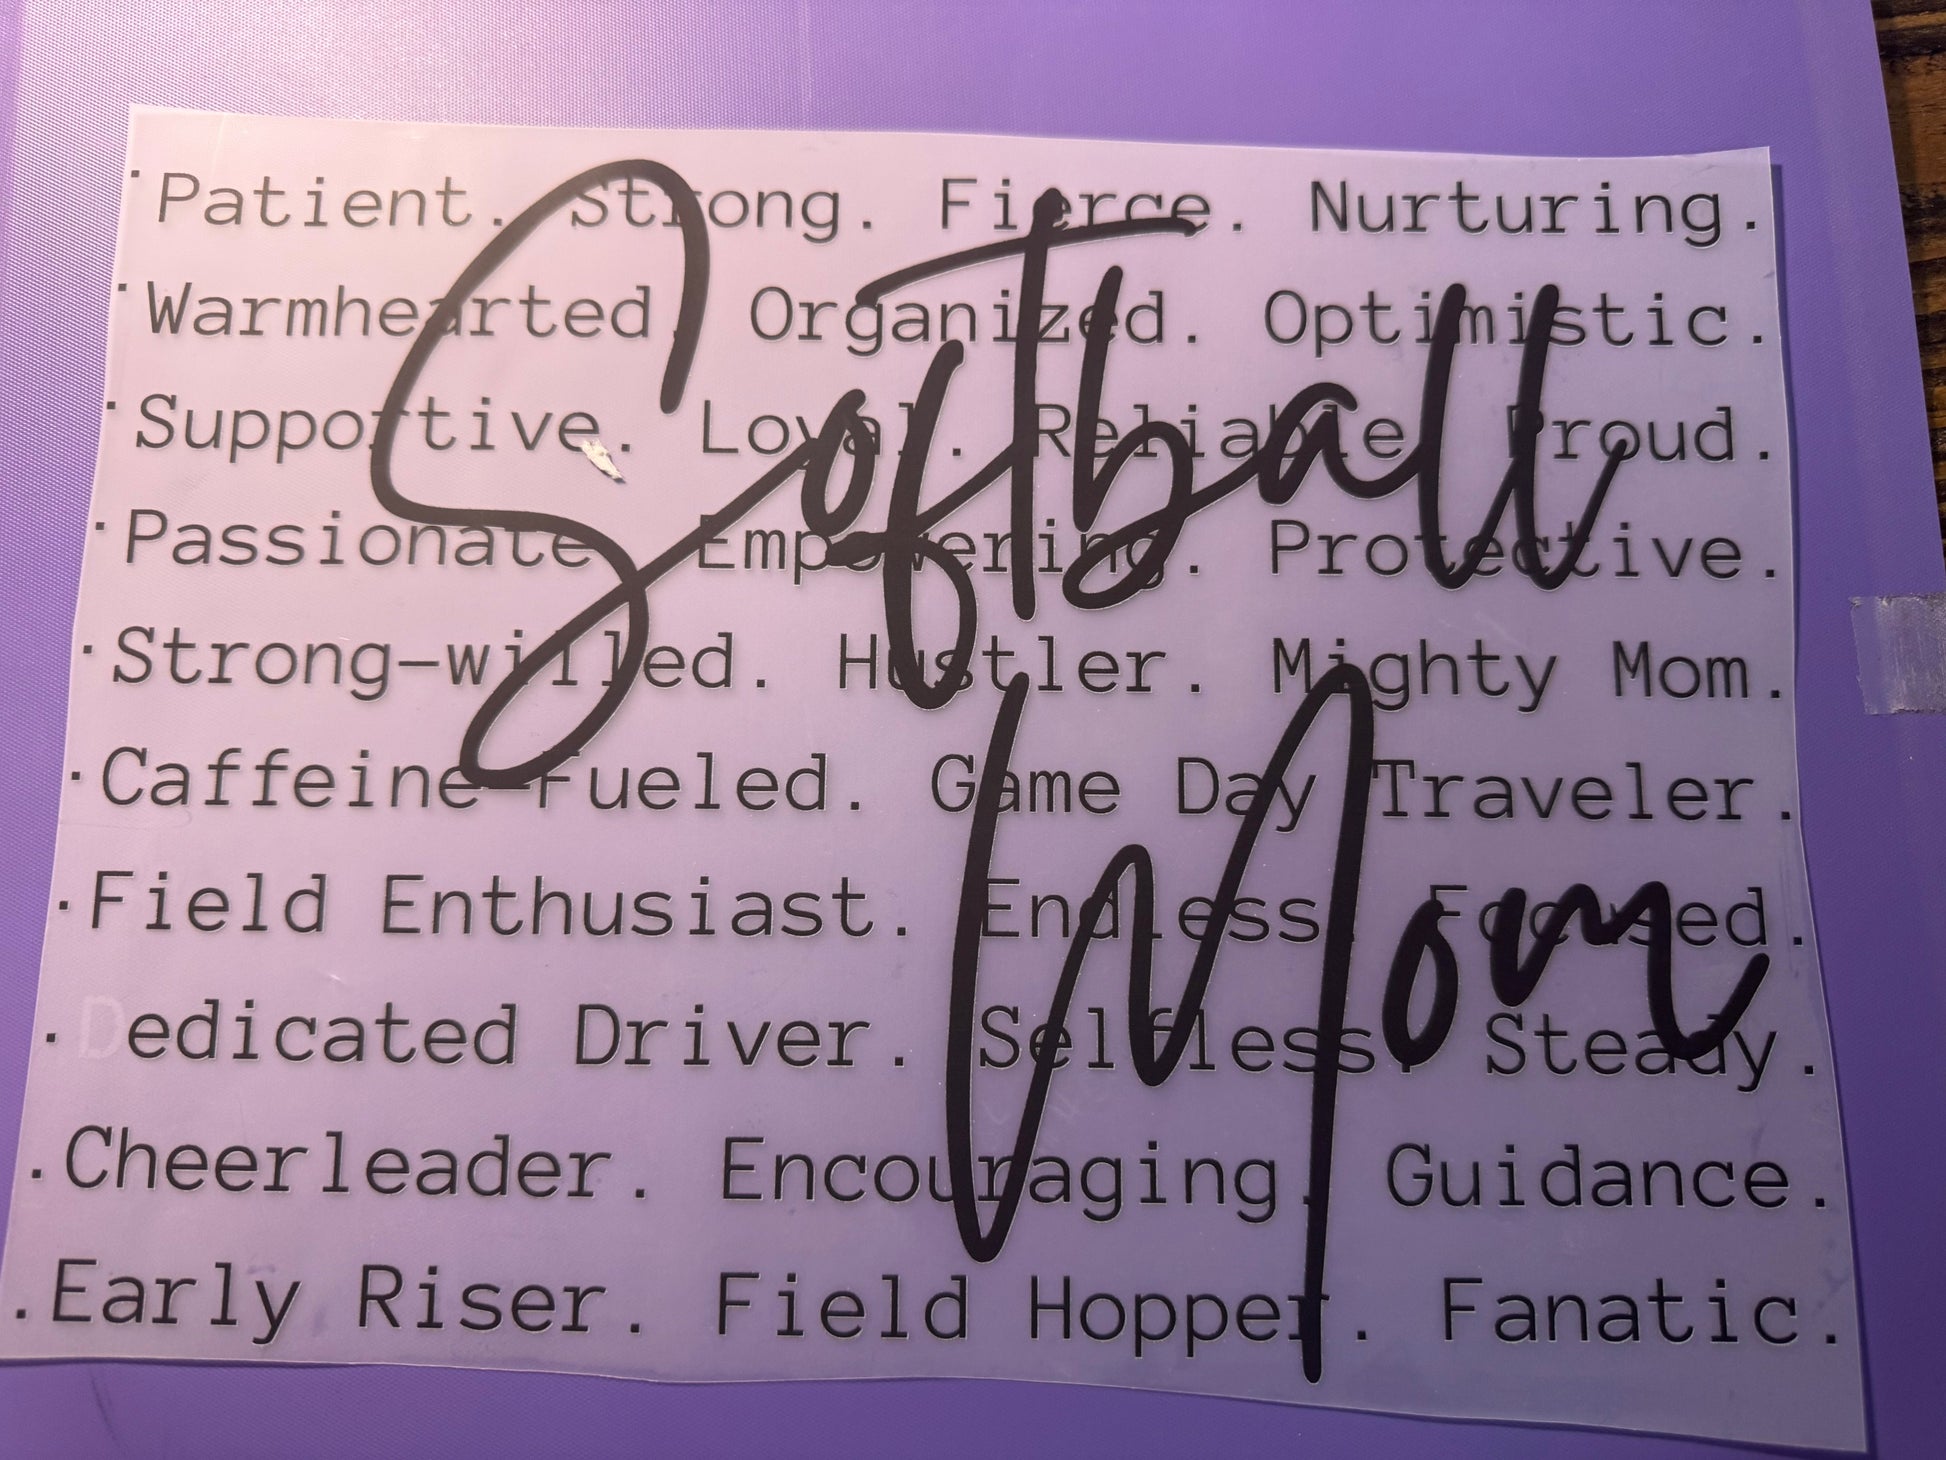 ·Patient. Strong. Fierce. Nurturing.
·Warmhearted. Organized. Optimistic.
·Supportive. Loyal. Reliable. Proud.
·Passionate. Empowering. Protective.
·Strong-willed. Hustler. Mighty Mom.
·Caffeine-Fueled. Game Day Traveler.
·Field Enthusiast. Endless. Focused.
·Dedicated Driver. Selfless. Steady.
.Cheerleader. Encouraging. Guidance.
.Early Riser. Field Hopper. Fanatic.
Softball
Mom